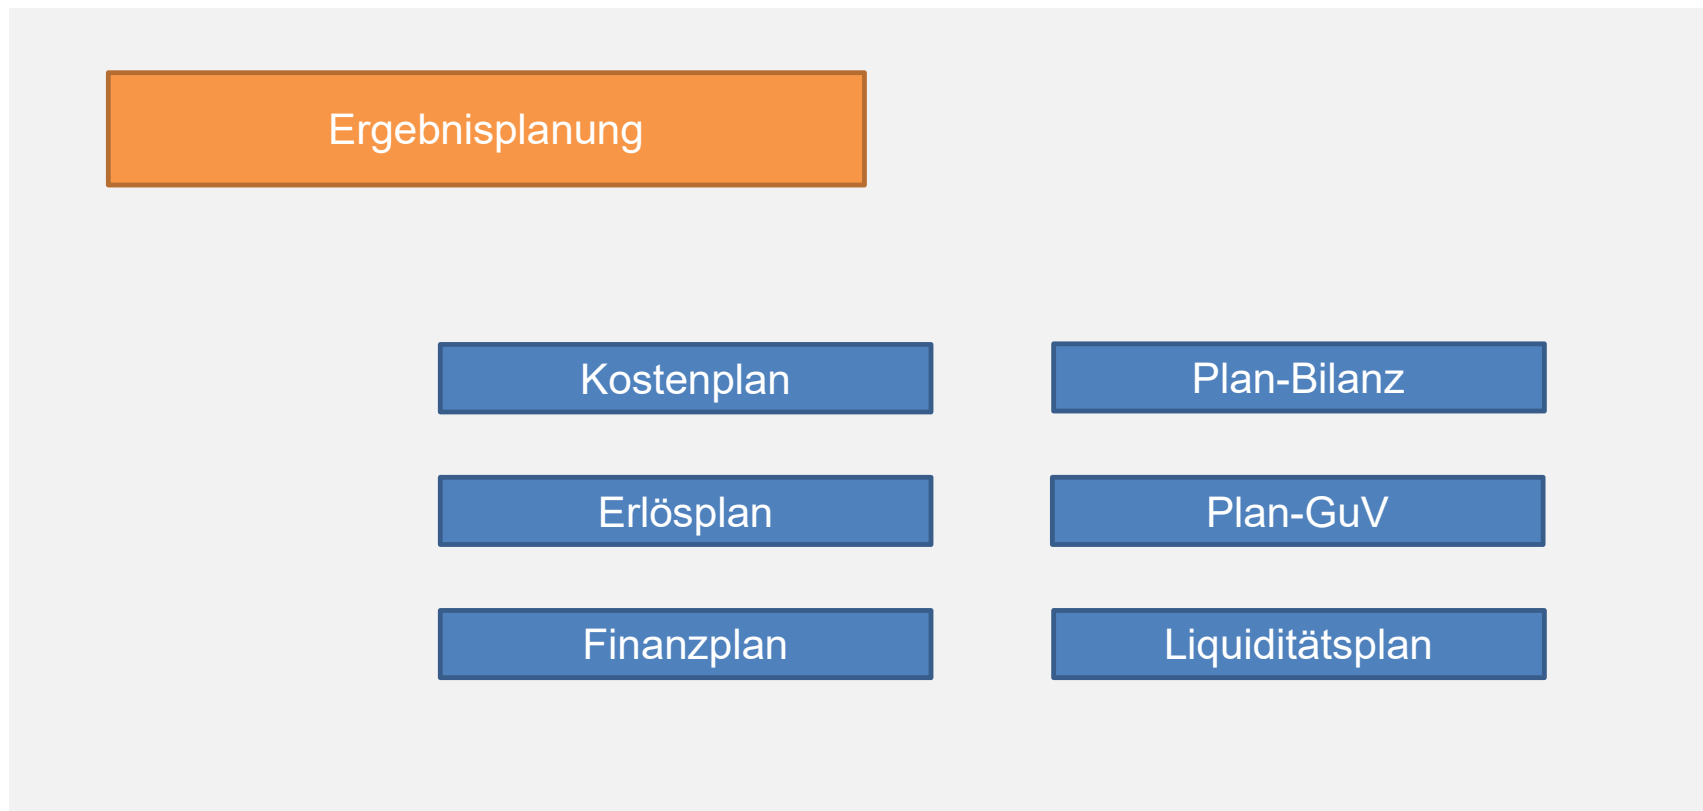 Ergebnisplanung
Kostenplan
Plan-Bilanz
Erlösplan
Plan-GuV
Finanzplan
Liquiditätsplan